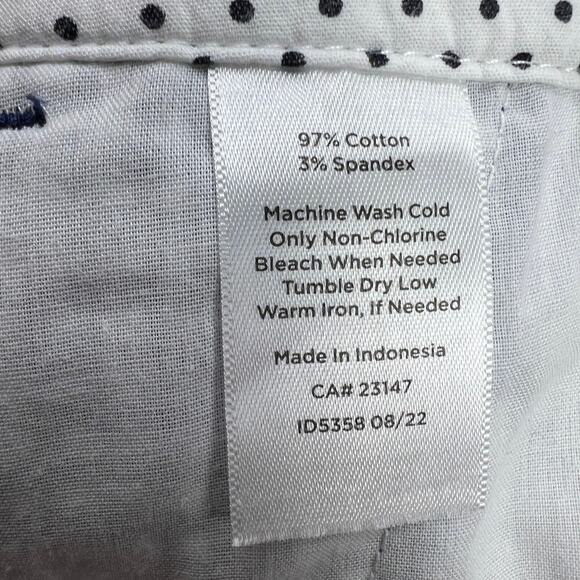 97% Cotton
3% Spandex
Machine Wash Cold
Only Non-Chlorine
Bleach When Needed
Tumble Dry Low
Warm Iron, If Needed
Made In Indonesia
CA# 23147
ID5358 08/22